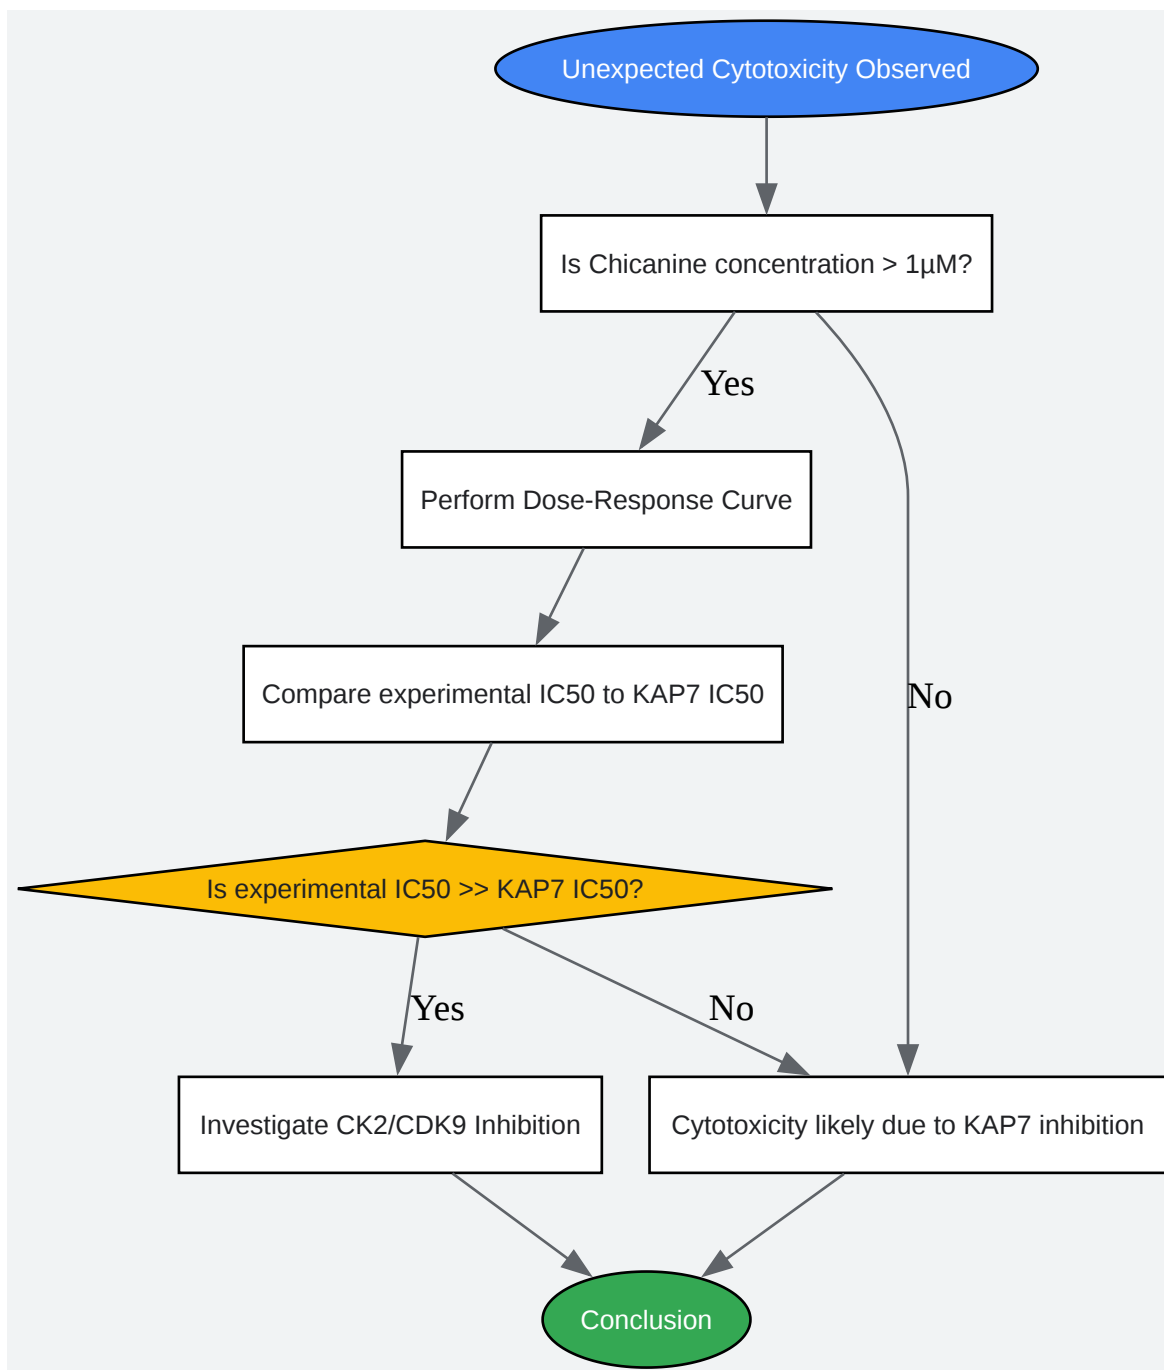 Unexpected Cytotoxicity Observed
Is Chicanine concentration > 1µM?
Yes
Perform Dose-Response Curve
Compare experimental IC50 to KAP7 IC50
No
Is experimental IC50 >> KAP7 IC50?
Yes
No
Investigate CK2/CDK9 Inhibition
Cytotoxicity likely due to KAP7 inhibition
Conclusion